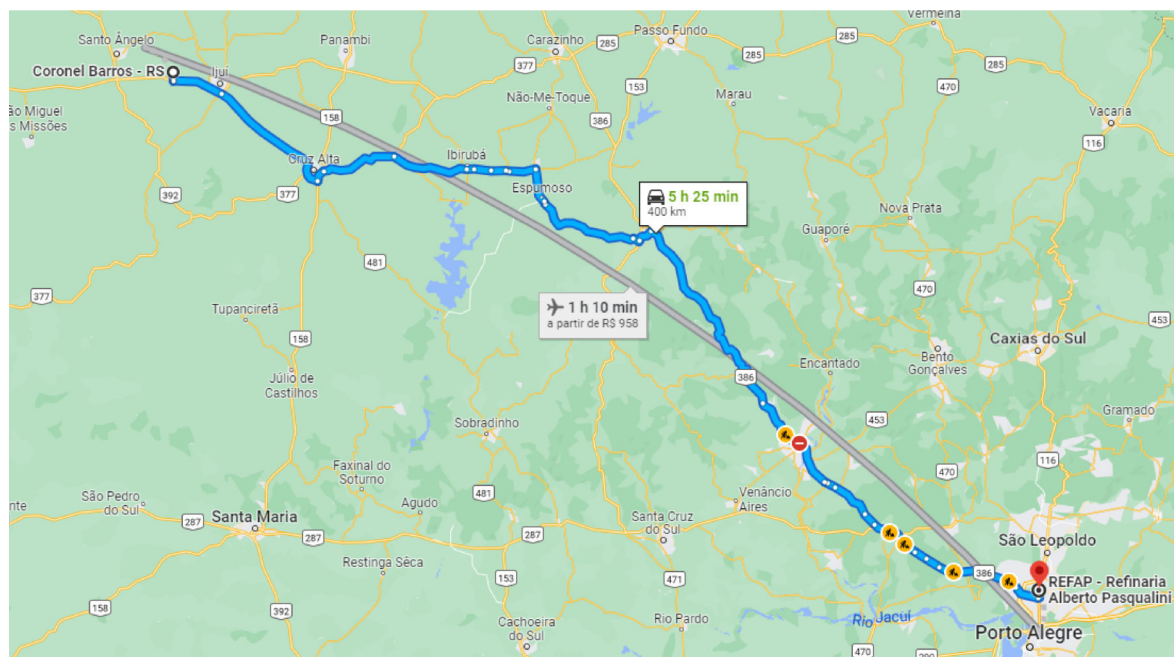 Vermelha
Santo Ângelo
Panambi
285
Carazinho
Passo Fundo
285
285
Coronel Barros - RS
Ijuí
377
153
470
Marau
Não-Me-Toque
386
Vacaria
ão Miguel
s Missões
158
116
Ibirubá
Cruz Alta
392
377
Espumoso
5 h 25 min
400 km
Nova Prata
Guaporé
481
470
377
1 h 10 min
a partir de R$ 958
Tupanciretã
453
158
Caxias do Sul
Bento
Gonçalves
Encantado
386
Júlio de
Castilhos
Gramado
453
Sobradinho
116
Faxinal do
Soturno
470
São Pedro
do Sul
481
Agudo
Venâncio
Aires
nte
287
287
Santa Maria
Santa Cruz
do Sul
287
São Leopoldo
Restinga Sêca
153
471
386
REFAP - Refinaria
Alberto Pasqualini
158
290
Cachoeira
do Sul
Rio Pardo
Rio Jacuí
Porto Alegre
290